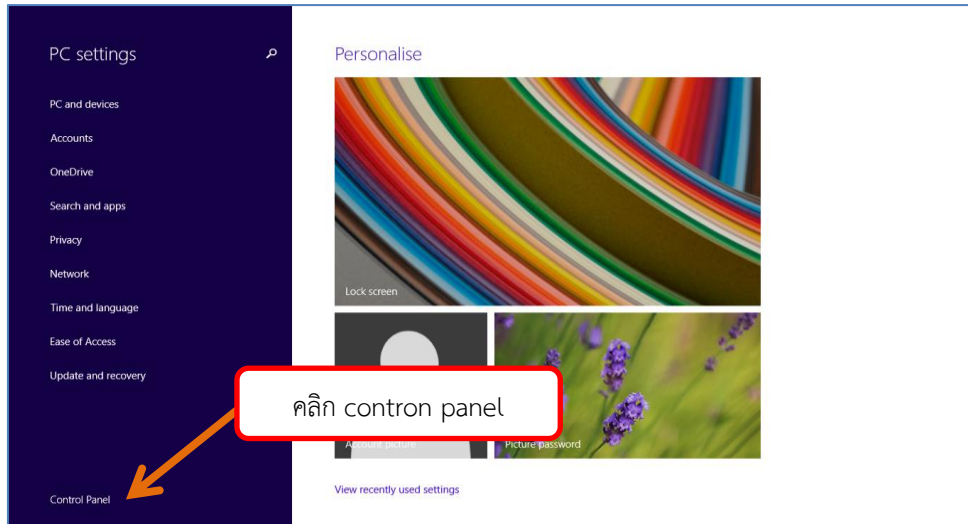 PC settings
PC and devices
Accounts
OneDrive
Search and apps
Privacy
Network
Time and language
Ease of Access
Update and recovery
Control Panel
Personalise
Lock screen
Account picture
Picture password
View recently used settings
คลิก contron panel